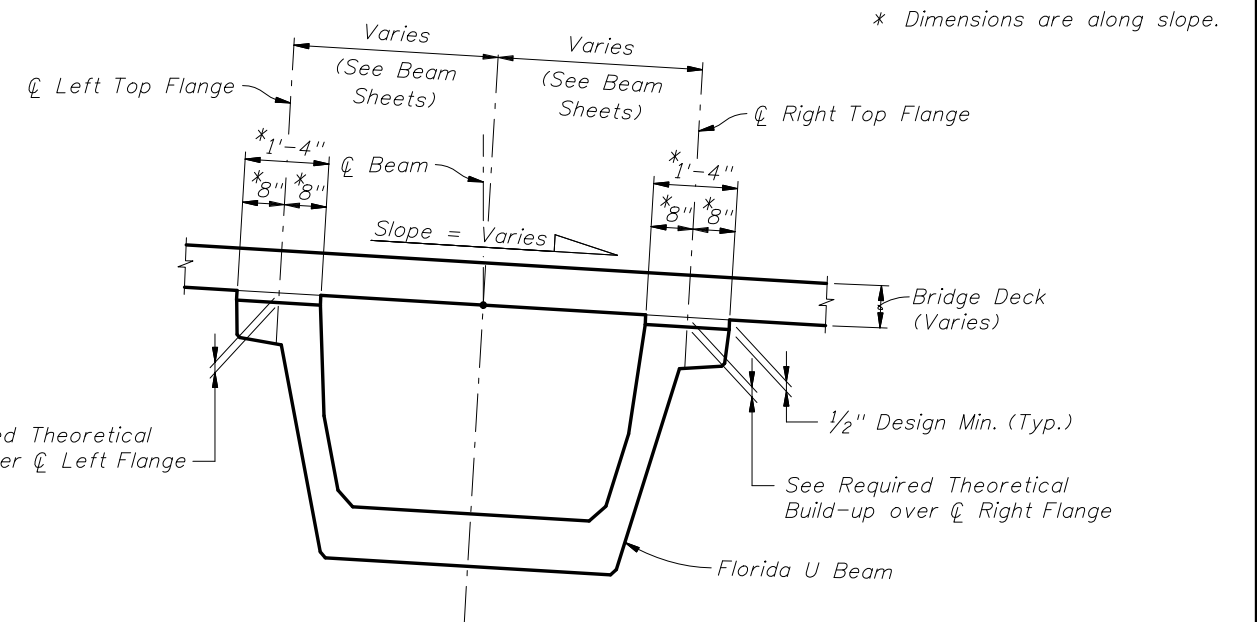 * Dimensions are along slope.
Varies
(See Beam
Sheets)
Varies
(See Beam
Sheets)
℄ Left Top Flange
℄ Right Top Flange
*1'-4"
*8"
*8"
℄ Beam
*1'-4"
*8"
*8"
Slope = Varies
Bridge Deck
(Varies)
½" Design Min. (Typ.)
Theoretical
℄ Left Flange
See Required Theoretical
Build-up over ℄ Right Flange
Florida U Beam